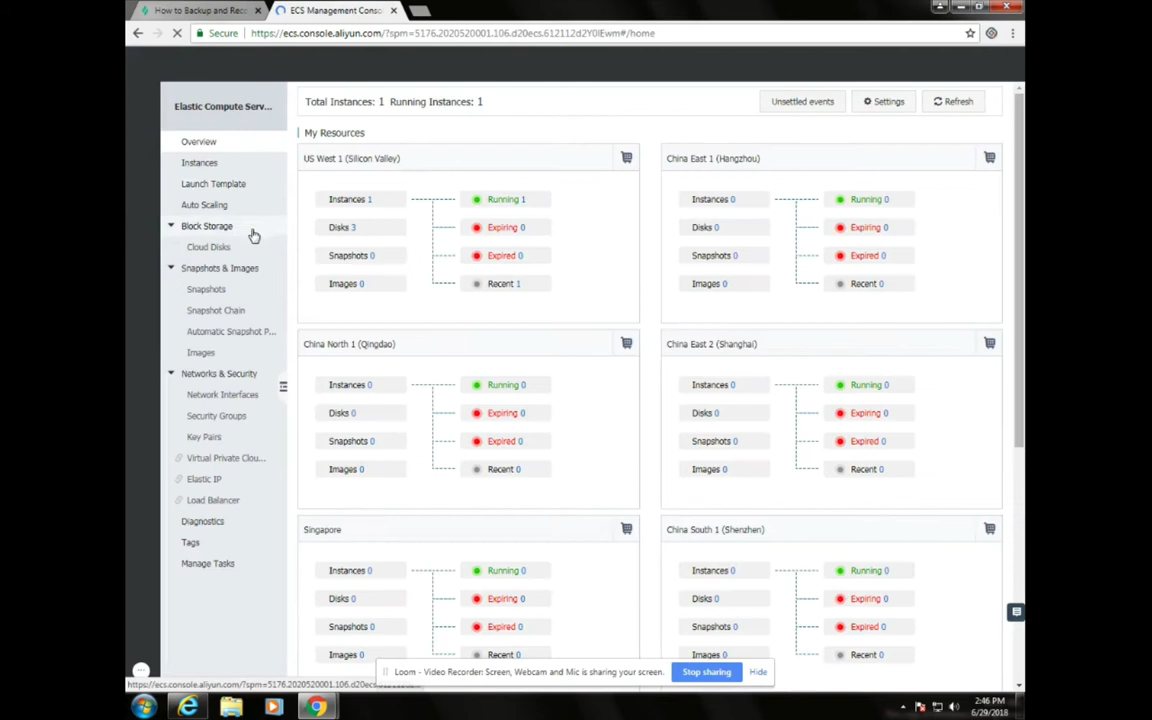 How to Backup and Reco
ECS Management Conso
Secure
https://ecs.console.aliyun.com/?spm=5176.2020520001.106.d20ecs.612112d2Y0lEwm#/home
Elastic Compute Serv...
Overview
Instances
Launch Template
Auto Scaling
Block Storage
Cloud Disks
Snapshots & Images
Snapshots
Snapshot Chain
Automatic Snapshot P...
Images
Networks & Security
Network Interfaces
Security Groups
Key Pairs
Virtual Private Clou...
Elastic IP
Load Balancer
Diagnostics
Tags
Manage Tasks
Total Instances: 1 Running Instances: 1
Unsettled events
Settings
Refresh
My Resources
US West 1 (Silicon Valley)
Instances 1
Running 1
Disks 3
Expiring 0
Snapshots 0
Expired 0
Images 0
Recent 1
China East 1 (Hangzhou)
Instances 0
Running 0
Disks 0
Expiring 0
Snapshots 0
Expired 0
Images 0
Recent 0
China North 1 (Qingdao)
Instances 0
Running 0
Disks 0
Expiring 0
Snapshots 0
Expired 0
Images 0
Recent 0
China East 2 (Shanghai)
Instances 0
Running 0
Disks 0
Expiring 0
Snapshots 0
Expired 0
Images 0
Recent 0
Singapore
Instances 0
Running 0
Disks 0
Expiring 0
Snapshots 0
Expired 0
Images 0
Recent 0
China South 1 (Shenzhen)
Instances 0
Running 0
Disks 0
Expiring 0
Snapshots 0
Expired 0
Images 0
Recent 0
Loom - Video Recorder: Screen, Webcam and Mic is sharing your screen.
Stop sharing
Hide
2:46 PM
6/29/2018